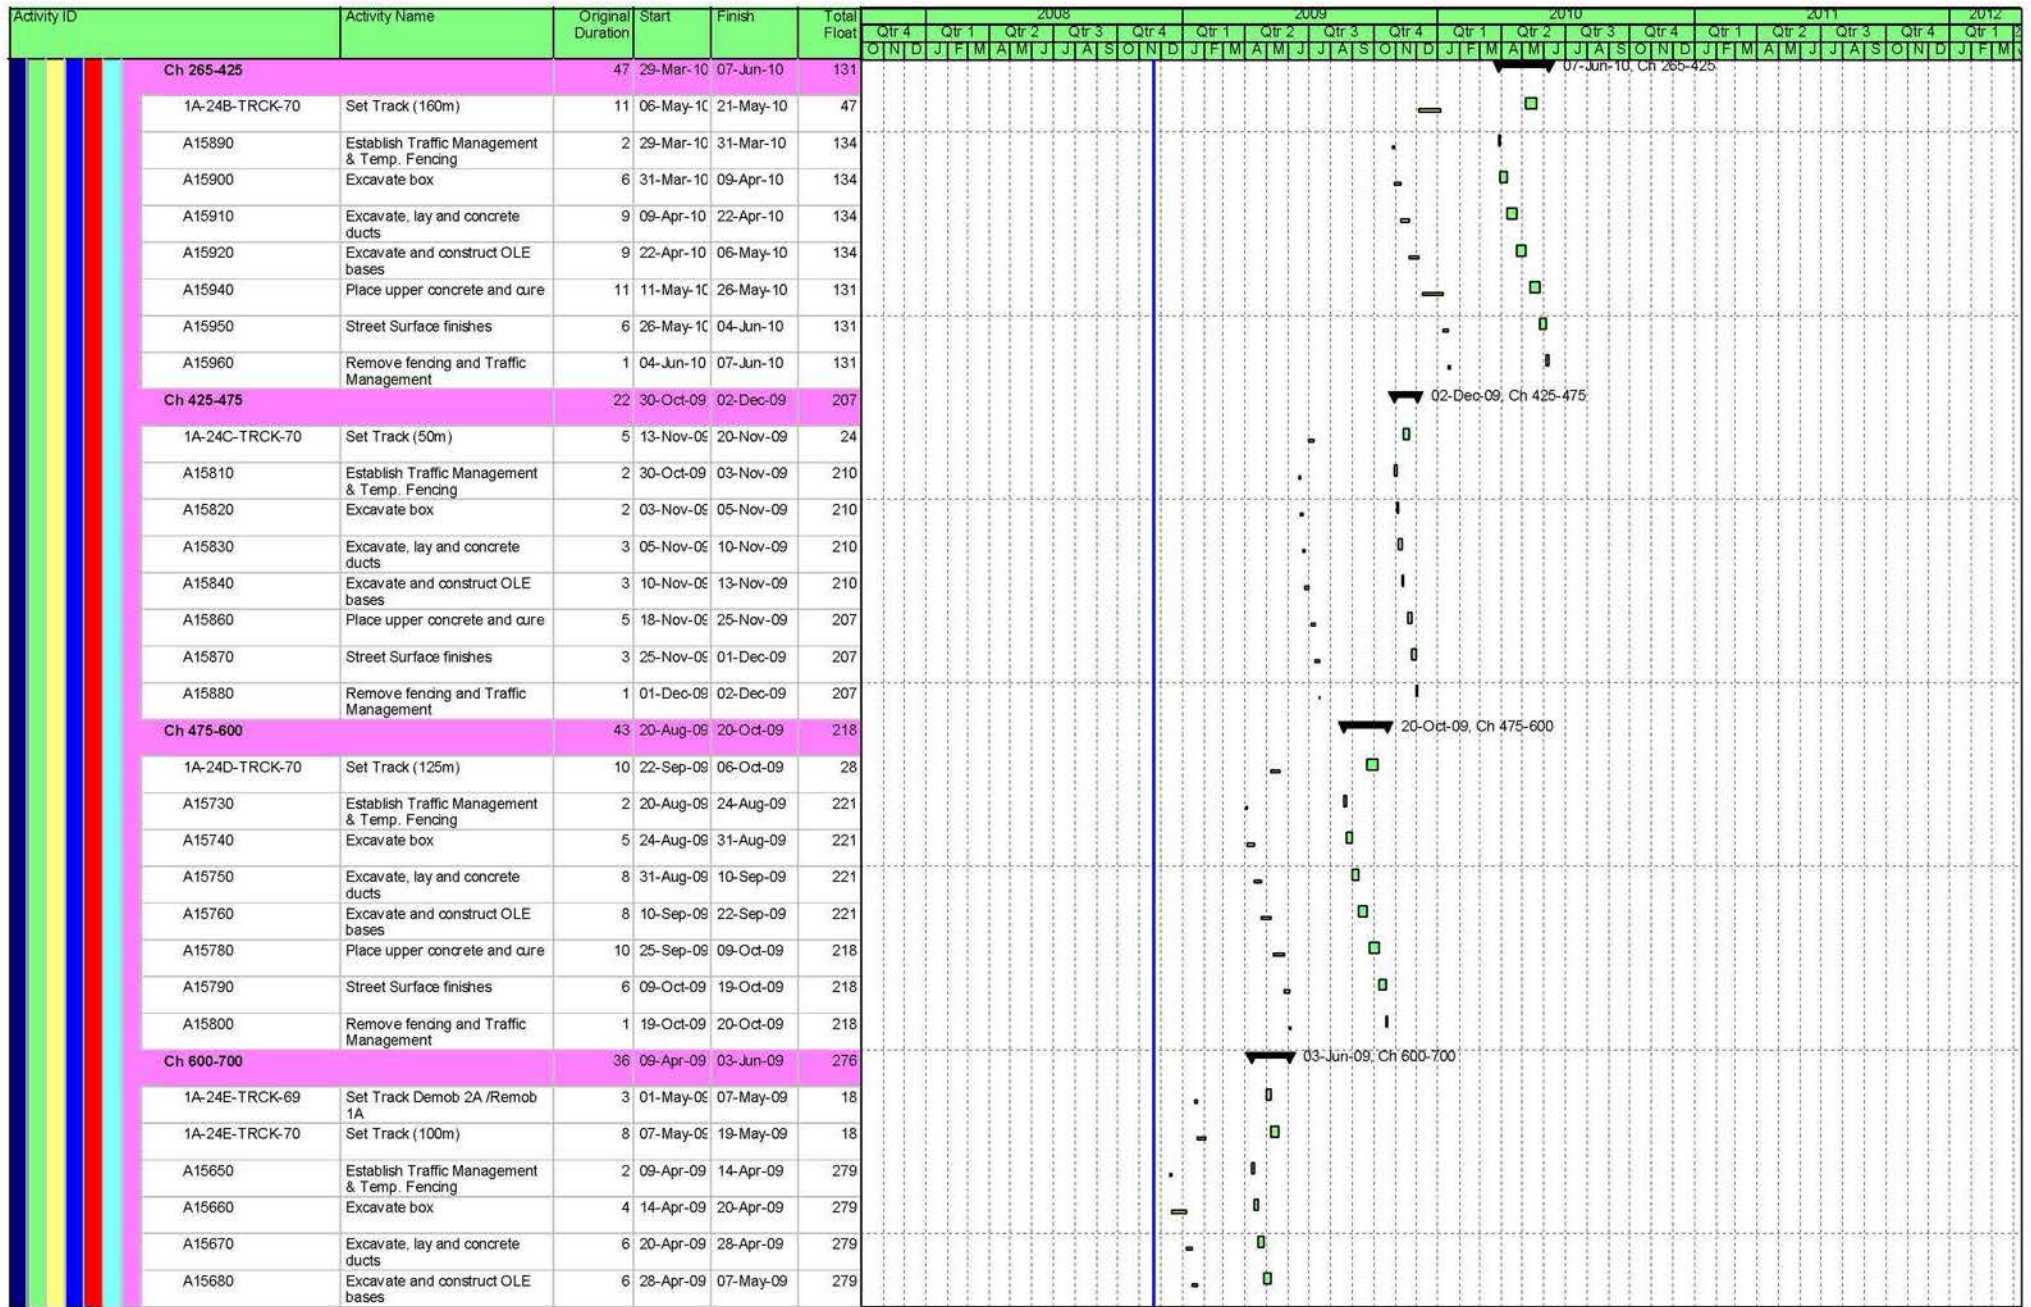 Activity ID Activity Name Original Start Finish Total
Duration Float
2008 2009 2010 2011 2012
Qtr 4 Qtr 1 Qtr 2 Qtr 3 Qtr 4 Qtr 1 Qtr 2 Qtr 3 Qtr 4 Qtr 1 Qtr 2 Qtr 3 Qtr 4 Qtr 1 Qtr 2 Qtr 3 Qtr 4 Qtr 1
O N D J F M A M J J A S O N D J F M A M J J A S O N D J F M A M J J A S O N D J F M A M J J A S O N D J F M
Ch 265-425 47 29-Mar-10 07-Jun-10 131 07-Jun-10, Ch 265-425
1A-24B-TRCK-70 Set Track (160m) 11 06-May-10 21-May-10 47
A15890 Establish Traffic Management 2 29-Mar-10 31-Mar-10 134
& Temp. Fencing
A15900 Excavate box 6 31-Mar-10 09-Apr-10 134
A15910 Excavate, lay and concrete 9 09-Apr-10 22-Apr-10 134
ducts
A15920 Excavate and construct OLE 9 22-Apr-10 06-May-10 134
bases
A15940 Place upper concrete and cure 11 11-May-10 26-May-10 131
A15950 Street Surface finishes 6 26-May-10 04-Jun-10 131
A15960 Remove fencing and Traffic 1 04-Jun-10 07-Jun-10 131
Management
Ch 425-475 22 30-Oct-09 02-Dec-09 207 02-Dec-09, Ch 425-475
1A-24C-TRCK-70 Set Track (50m) 5 13-Nov-09 20-Nov-09 24
A15810 Establish Traffic Management 2 30-Oct-09 03-Nov-09 210
& Temp. Fencing
A15820 Excavate box 2 03-Nov-09 05-Nov-09 210
A15830 Excavate, lay and concrete 3 05-Nov-09 10-Nov-09 210
ducts
A15840 Excavate and construct OLE 3 10-Nov-09 13-Nov-09 210
bases
A15860 Place upper concrete and cure 5 18-Nov-09 25-Nov-09 207
A15870 Street Surface finishes 3 25-Nov-09 01-Dec-09 207
A15880 Remove fencing and Traffic 1 01-Dec-09 02-Dec-09 207
Management
Ch 475-600 43 20-Aug-09 20-Oct-09 218 20-Oct-09, Ch 475-600
1A-24D-TRCK-70 Set Track (125m) 10 22-Sep-09 06-Oct-09 28
A15730 Establish Traffic Management 2 20-Aug-09 24-Aug-09 221
& Temp. Fencing
A15740 Excavate box 5 24-Aug-09 31-Aug-09 221
A15750 Excavate, lay and concrete 8 31-Aug-09 10-Sep-09 221
ducts
A15760 Excavate and construct OLE 8 10-Sep-09 22-Sep-09 221
bases
A15780 Place upper concrete and cure 10 25-Sep-09 09-Oct-09 218
A15790 Street Surface finishes 6 09-Oct-09 19-Oct-09 218
A15800 Remove fencing and Traffic 1 19-Oct-09 20-Oct-09 218
Management
Ch 600-700 36 09-Apr-09 03-Jun-09 276 03-Jun-09, Ch 600-700
1A-24E-TRCK-69 Set Track Demob 2A /Remob 3 01-May-09 07-May-09 18
1A
1A-24E-TRCK-70 Set Track (100m) 8 07-May-09 19-May-09 18
A15650 Establish Traffic Management 2 09-Apr-09 14-Apr-09 279
& Temp. Fencing
A15660 Excavate box 4 14-Apr-09 20-Apr-09 279
A15670 Excavate, lay and concrete 6 20-Apr-09 28-Apr-09 279
ducts
A15680 Excavate and construct OLE 6 28-Apr-09 07-May-09 279
bases